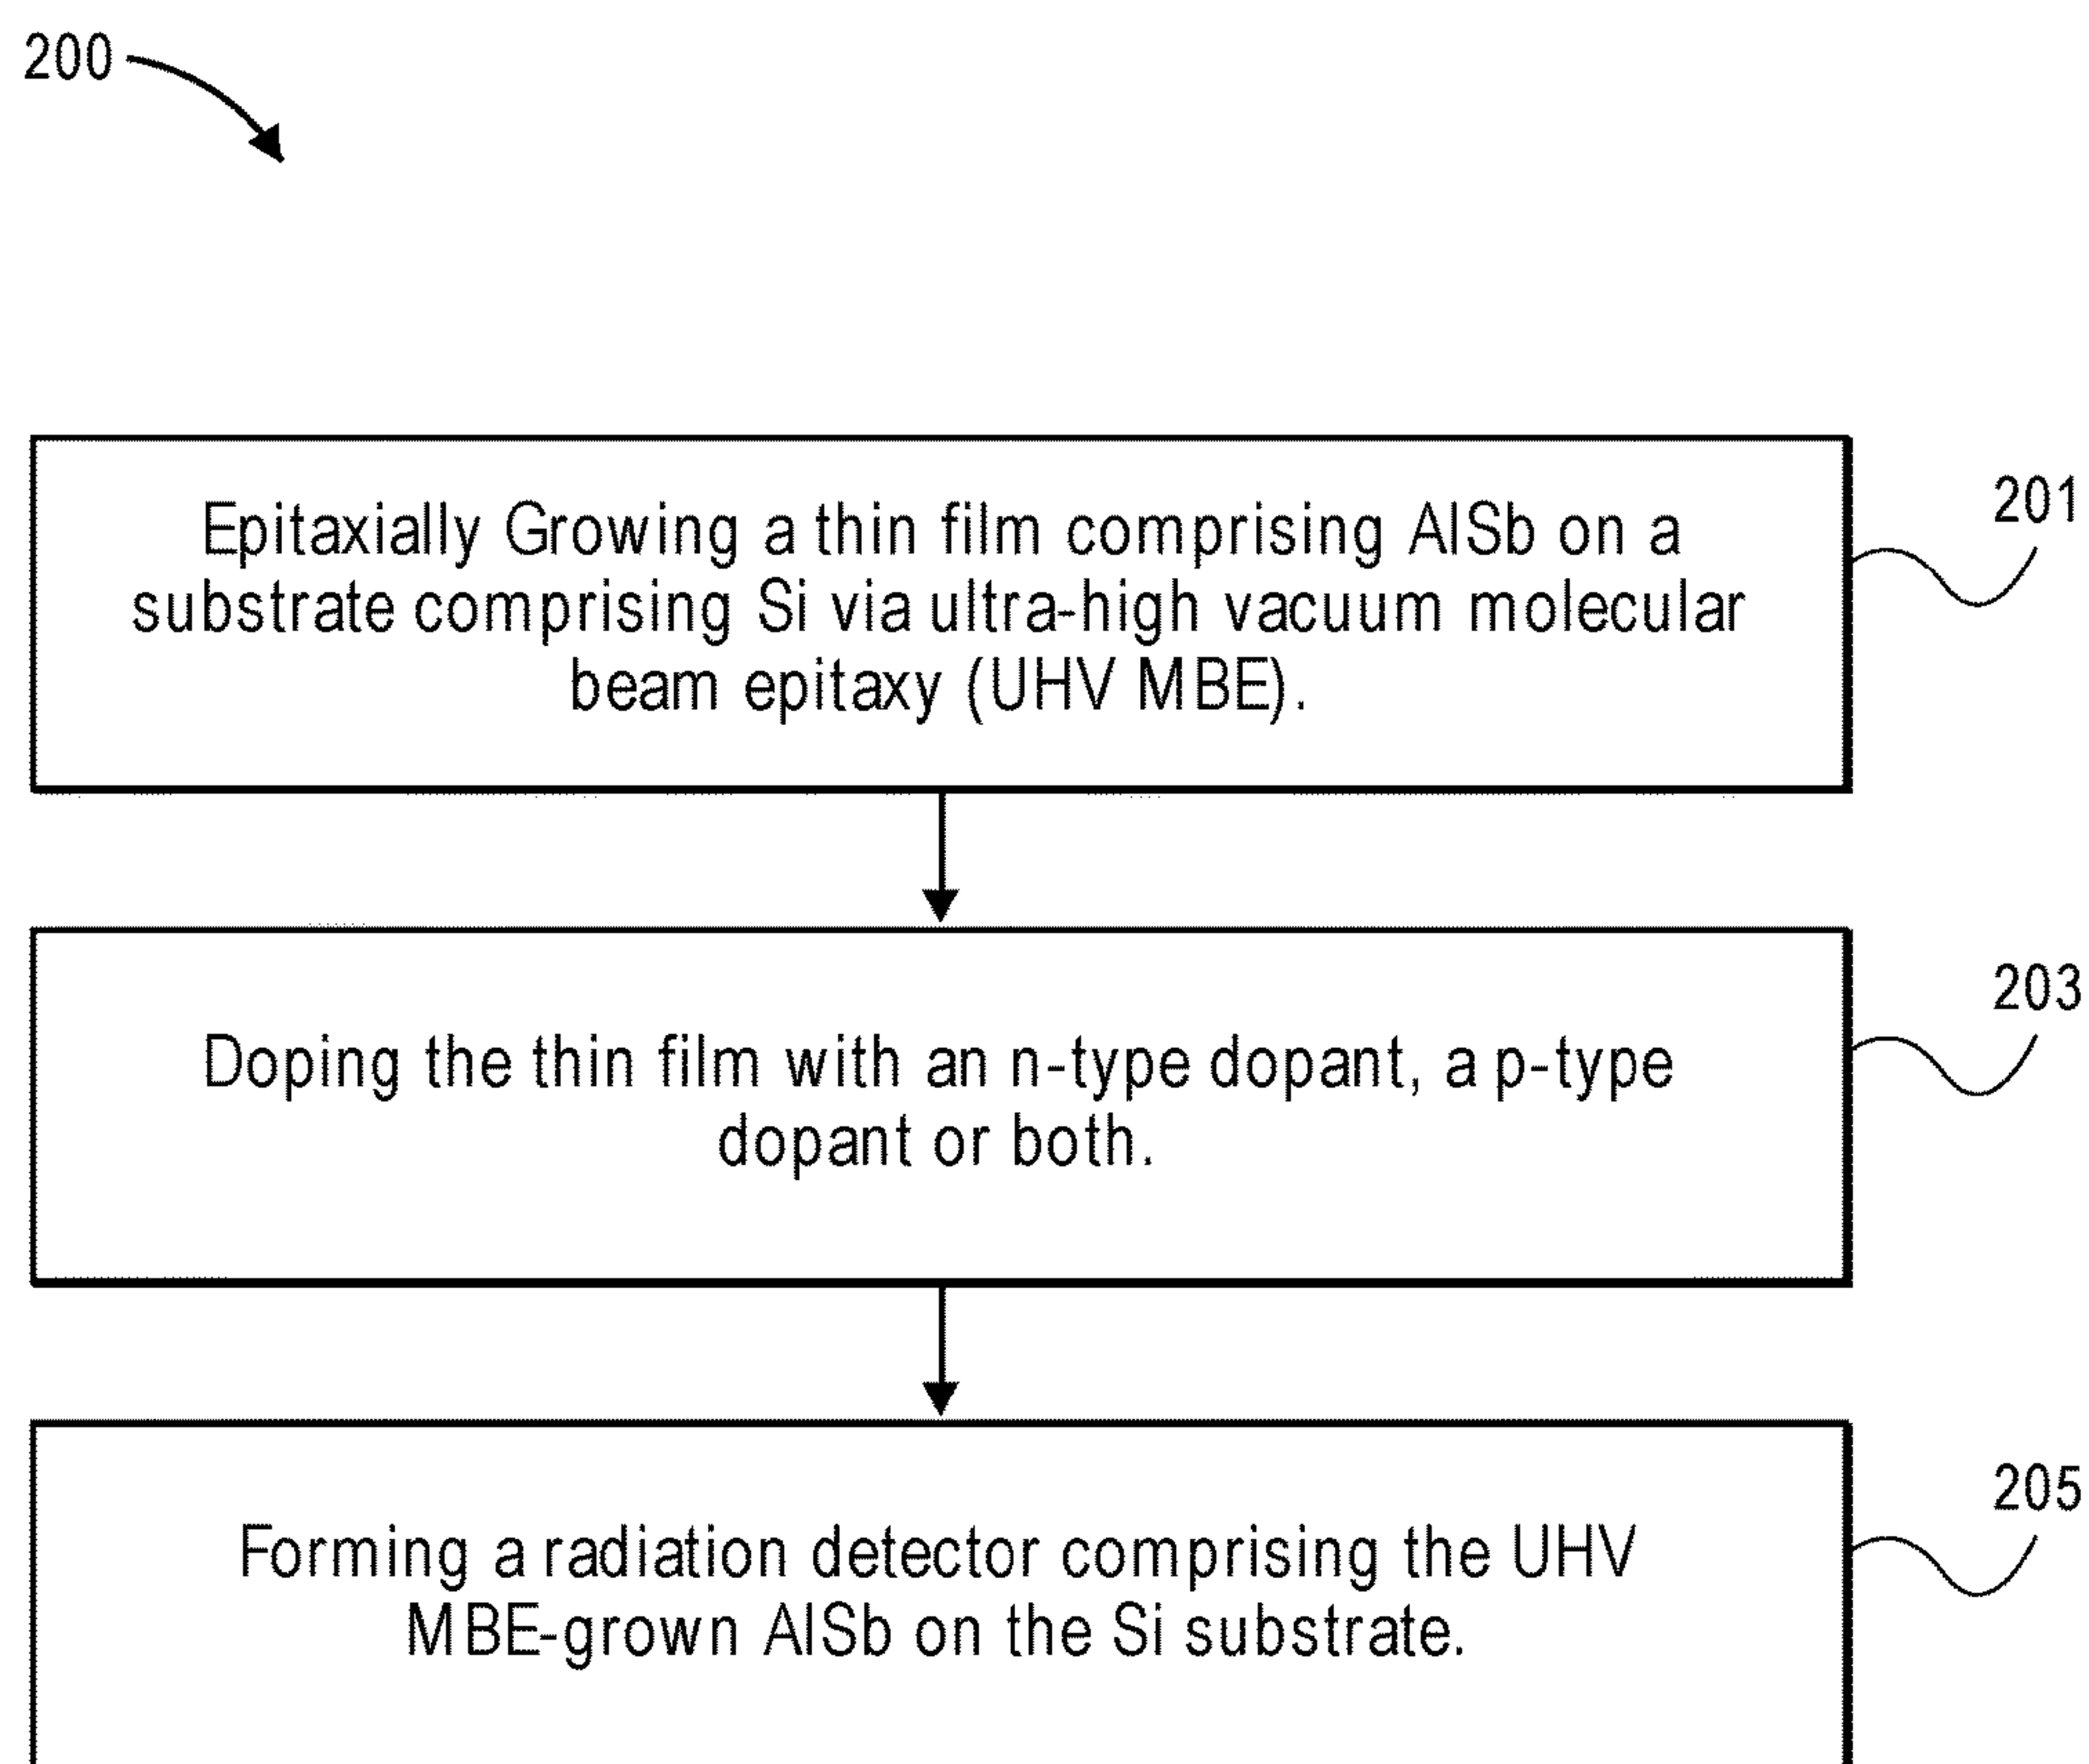 200
Epitaxially Growing a thin film comprising AlSb on a
substrate comprising Si via ultra-high vacuum molecular
beam epitaxy (UHV MBE).
201
Doping the thin film with an n-type dopant, a p-type
dopant or both.
203
Forming a radiation detector comprising the UHV
MBE-grown AlSb on the Si substrate.
205